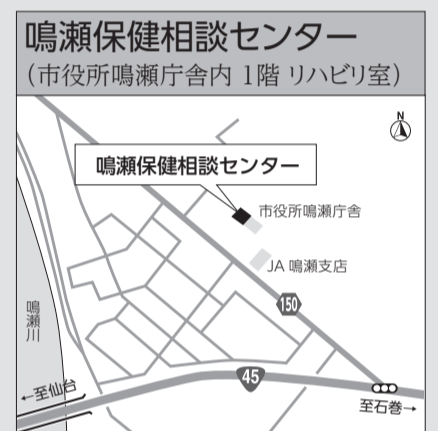 鳴瀬保健相談センター
（市役所鳴瀬庁舎内 1階 リハビリ室）
N
鳴瀬保健相談センター
市役所鳴瀬庁舎
JA 鳴瀬支店
鳴瀬川
150
45
←至仙台
至石巻→